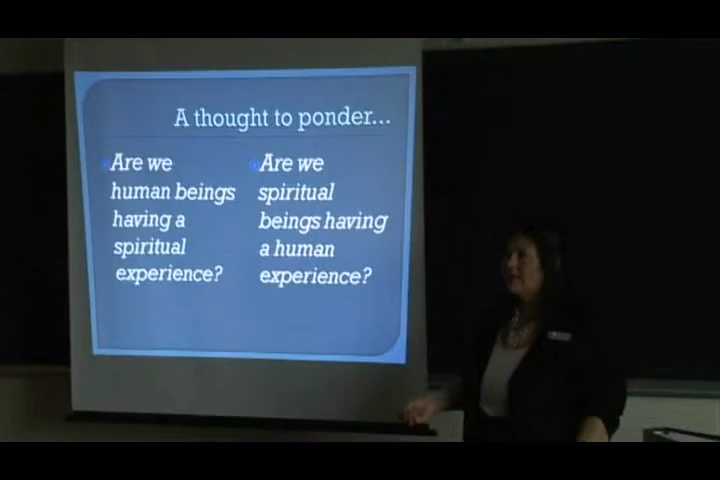 A thought to ponder...
Are we
human beings
having a
spiritual
experience?
Are we
spiritual
beings having
a human
experience?